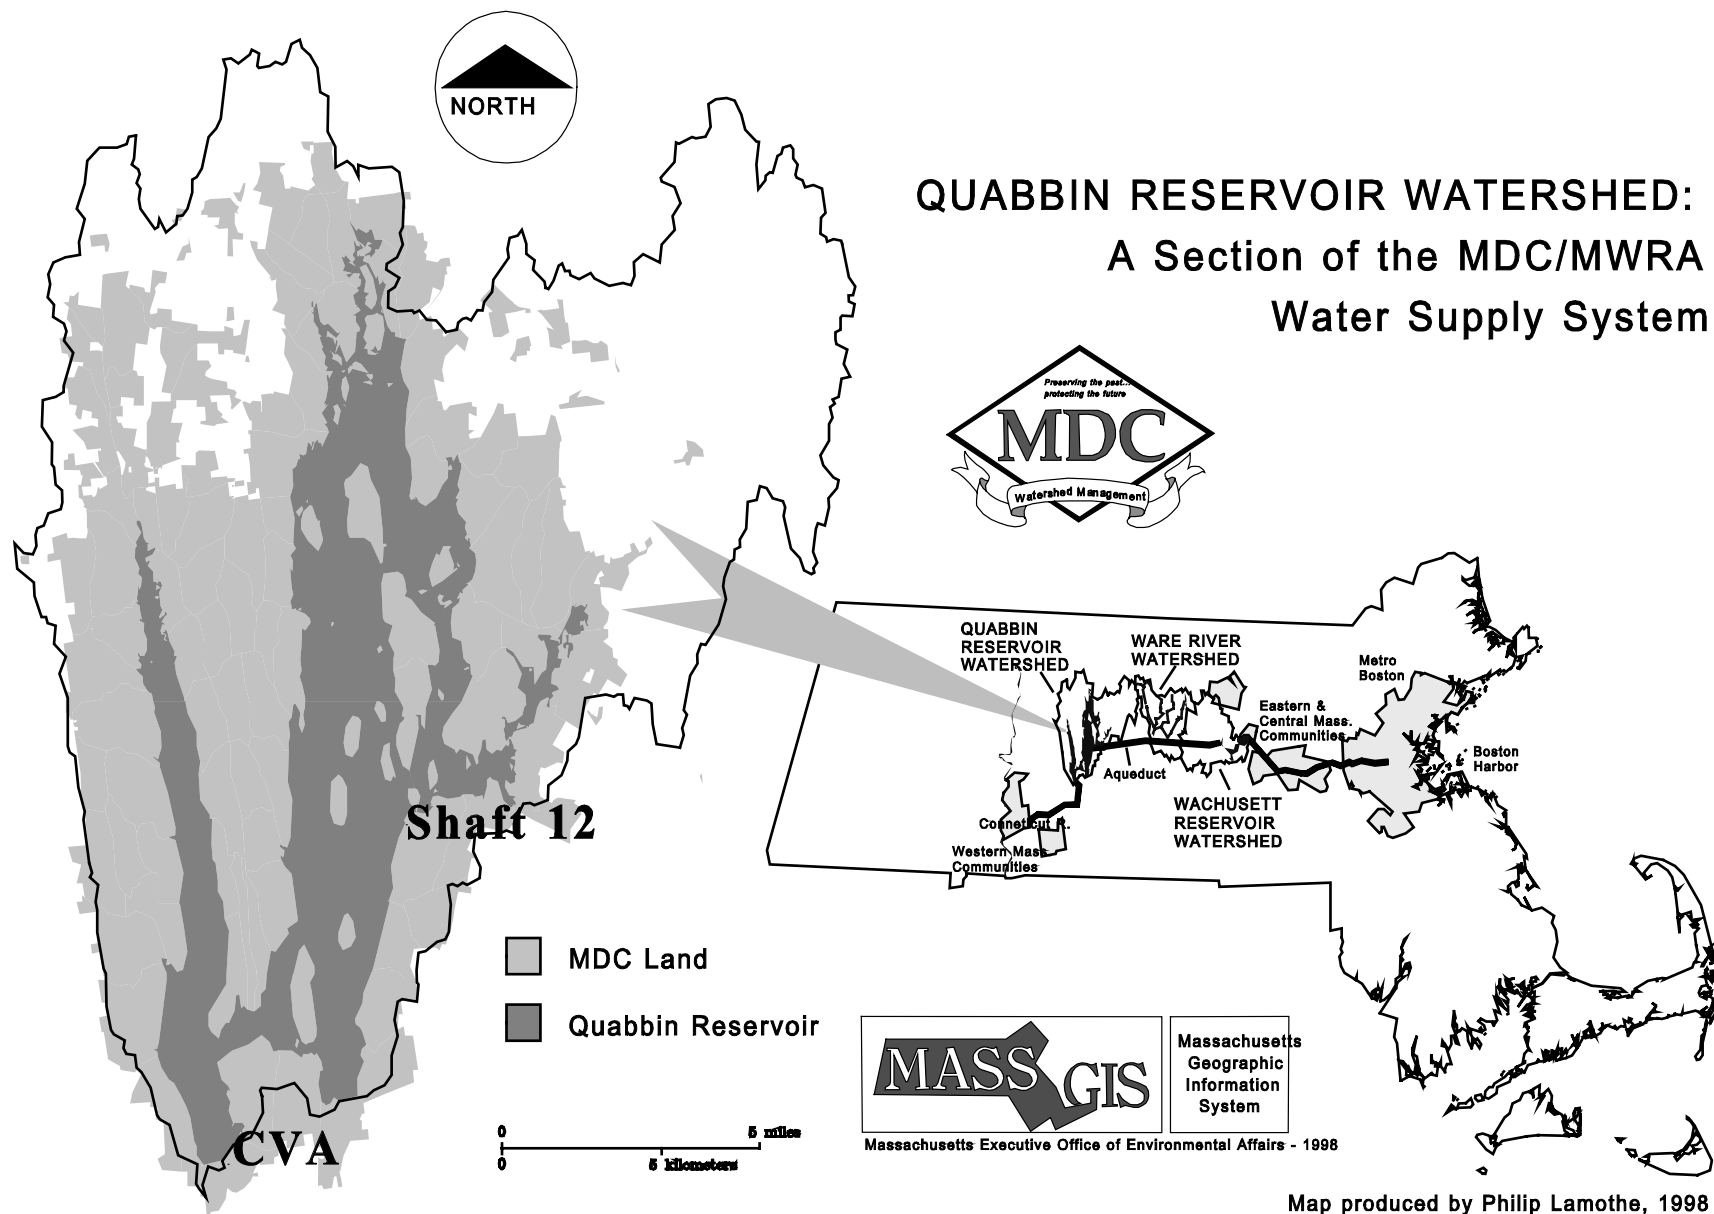 NORTH
QUABBIN RESERVOIR WATERSHED:
A Section of the MDC/MWRA
Water Supply System
Preserving the past...
protecting the future
MDC
Watershed Management
QUABBIN
RESERVOIR
WATERSHED
WARE RIVER
WATERSHED
Metro
Boston
Eastern &
Central Mass.
Communities
Boston
Harbor
Aqueduct
WACHUSETT
RESERVOIR
WATERSHED
Connecticut R.
Western Mass
Communities
Shaft 12
MDC Land
Quabbin Reservoir
CVA
0 5 miles
0 5 kilometers
MASS GIS
Massachusetts
Geographic
Information
System
Massachusetts Executive Office of Environmental Affairs - 1998
Map produced by Philip Lamothe, 1998